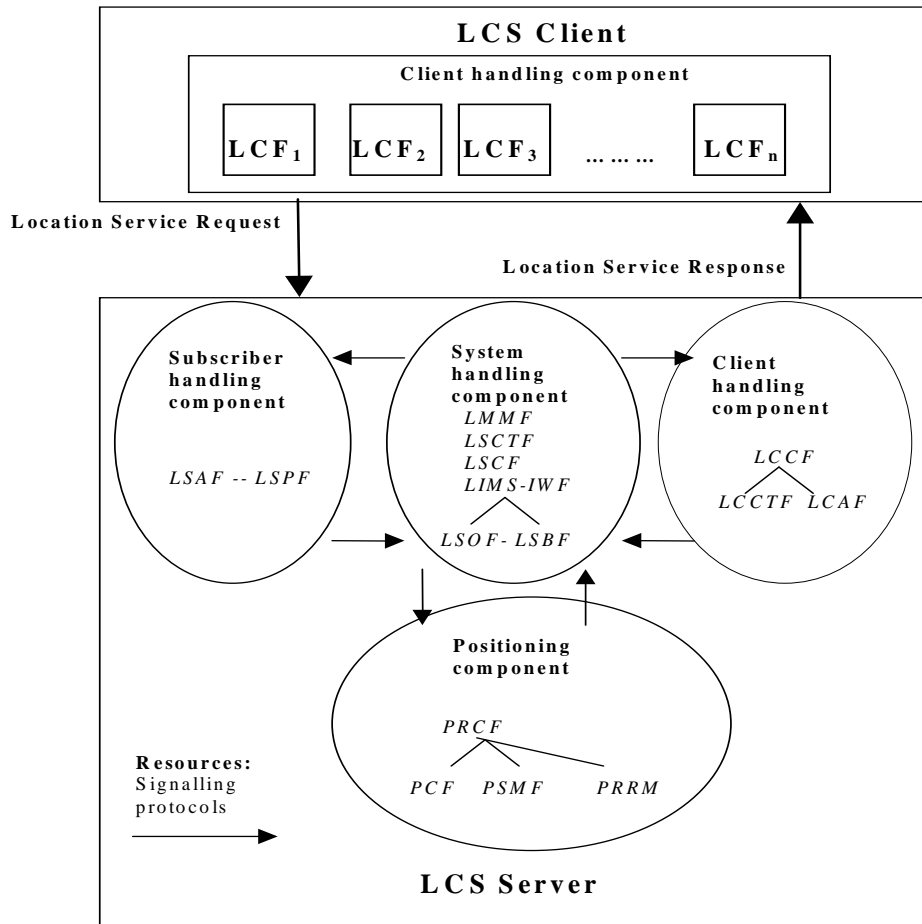 LCS Client
Client handling component
LCF1
LCF2
LCF3
... ... ...
LCFn
Location Service Request
Location Service Response
Subscriber
handling
component
LSAF -- LSPF
System
handling
component
LMMF
LSCTF
LSCF
LIMS-IWF
LSOF- LSBF
Client
handling
component
LCCF
LCCTF LCAF
Positioning
component
PRCF
PCF PSMF PRRM
Resources:
Signalling
protocols
LCS Server